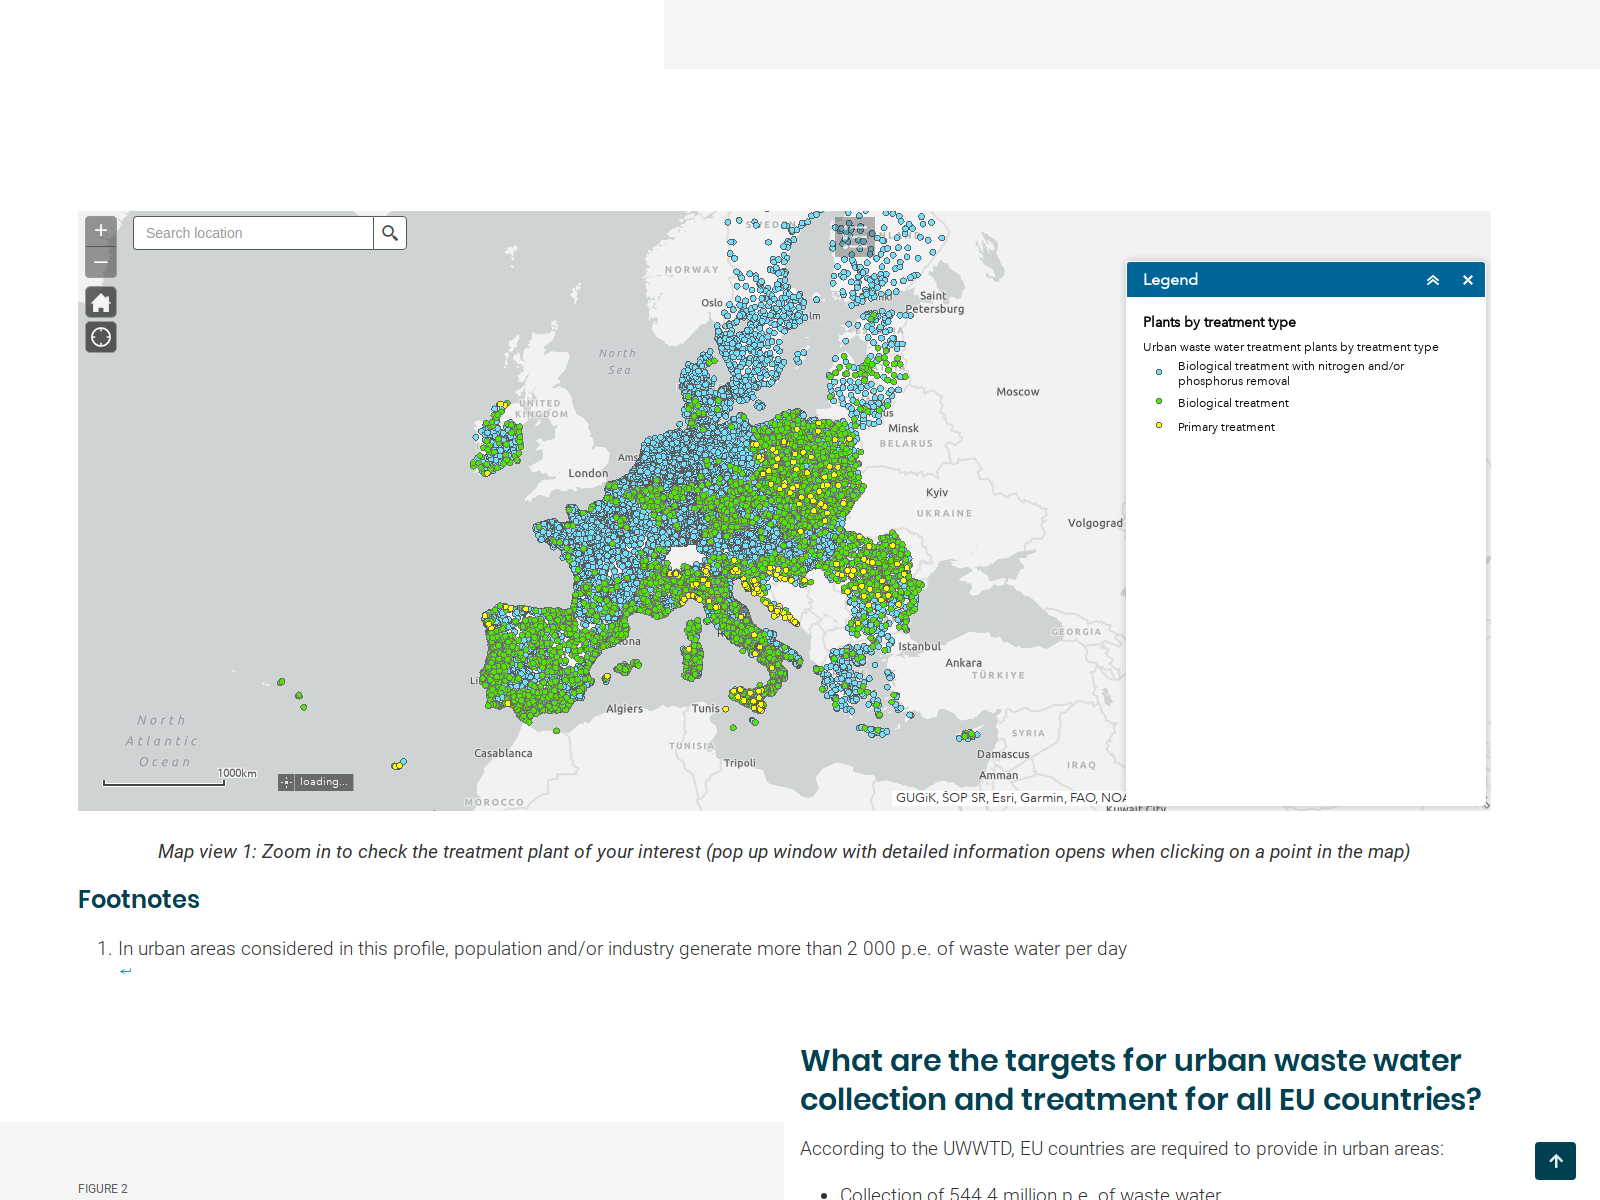 +
Search location
−
SWEDEN
NORWAY
Oslo
Saint
Petersburg
North
Sea
Moscow
UNITED
KINGDOM
Minsk
BELARUS
London
Kyiv
UKRAINE
Volgograd
GEORGIA
Istanbul
Ankara
TÜRKIYE
Algiers
Tunis
North
Atlantic
Ocean
TUNISIA
SYRIA
Casablanca
Damascus
Tripoli
IRAQ
Amman
1000km
loading...
MOROCCO
GUGiK, ŠOP SR, Esri, Garmin, FAO, NOA
Kuwait City
Legend
Plants by treatment type
Urban waste water treatment plants by treatment type
Biological treatment with nitrogen and/or
phosphorus removal
Biological treatment
Primary treatment
Map view 1: Zoom in to check the treatment plant of your interest (pop up window with detailed information opens when clicking on a point in the map)
Footnotes
1. In urban areas considered in this profile, population and/or industry generate more than 2 000 p.e. of waste water per day
↩
What are the targets for urban waste water
collection and treatment for all EU countries?
According to the UWWTD, EU countries are required to provide in urban areas:
• Collection of 544.4 million p.e. of waste water
FIGURE 2